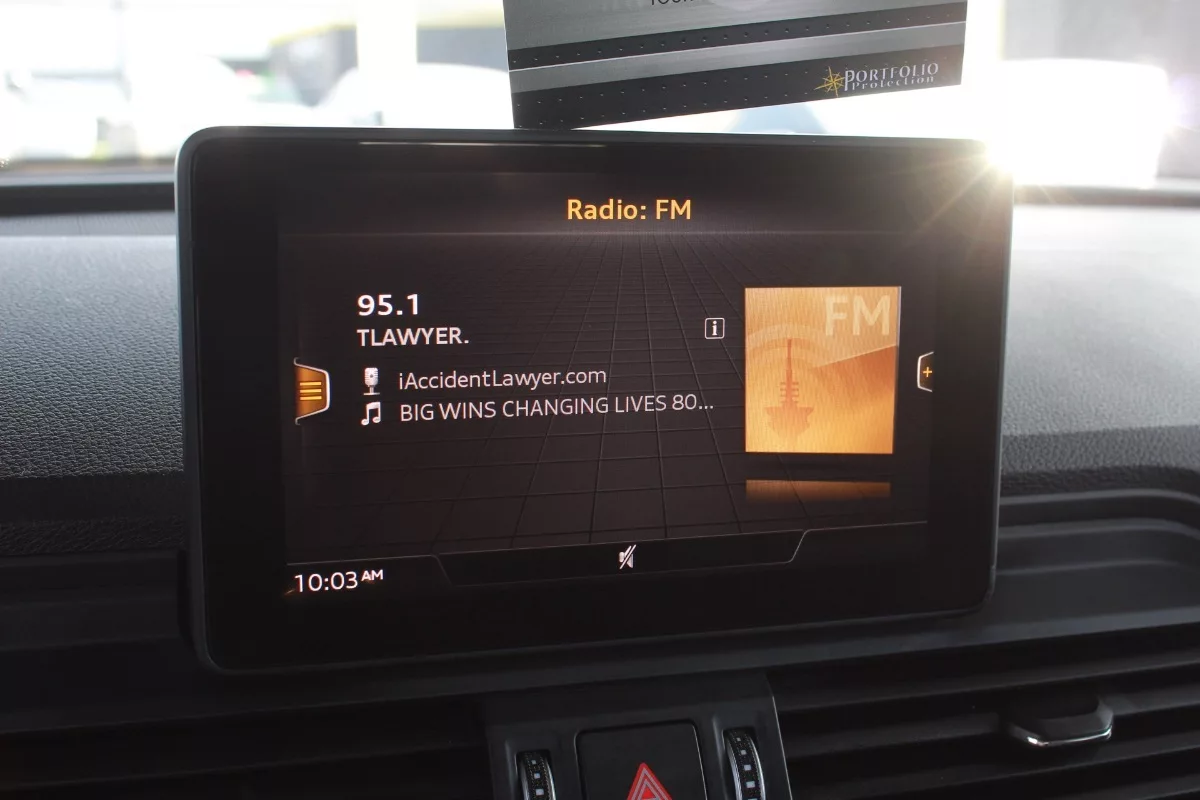 PORTFOLIO
Protection
Radio: FM
95.1
TLAWYER.
i
FM
iAccidentLawyer.com
BIG WINS CHANGING LIVES 80...
10:03 AM